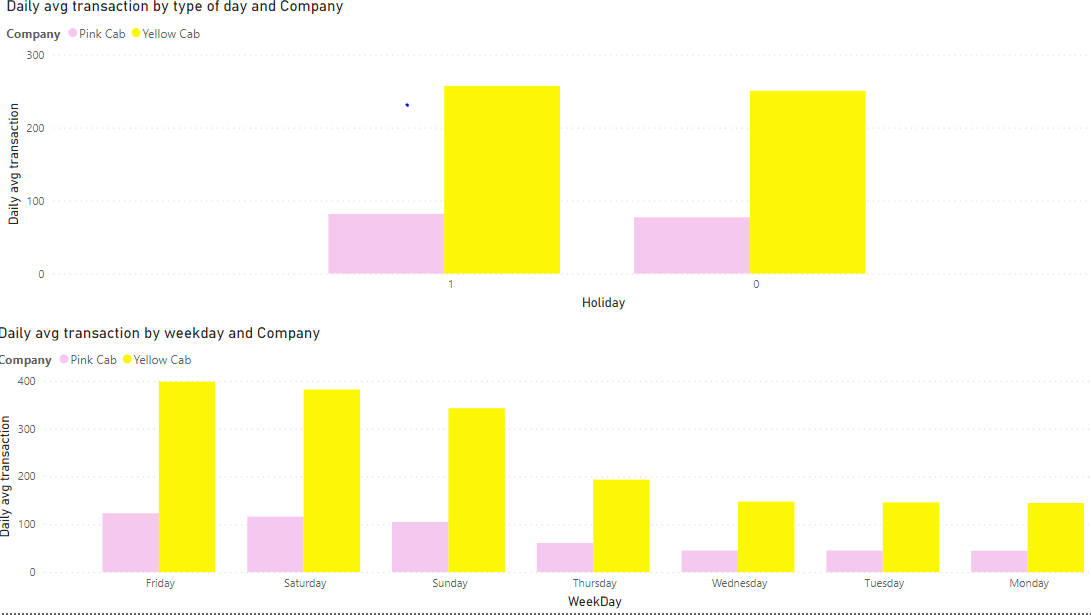 Daily avg transaction by type of day and Company
Company Pink Cab Yellow Cab
300
200
100
0
Daily avg transaction
1 0
Holiday
Daily avg transaction by weekday and Company
Company Pink Cab Yellow Cab
400
300
200
100
0
Daily avg transaction
Friday Saturday Sunday Thursday Wednesday Tuesday Monday
WeekDay